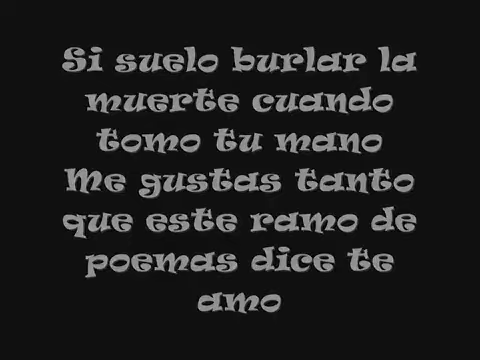 Si suelo burlar la
muerte cuando
tomo tu mano
Me gustas tanto
que este ramo de
poemas dice te
amo